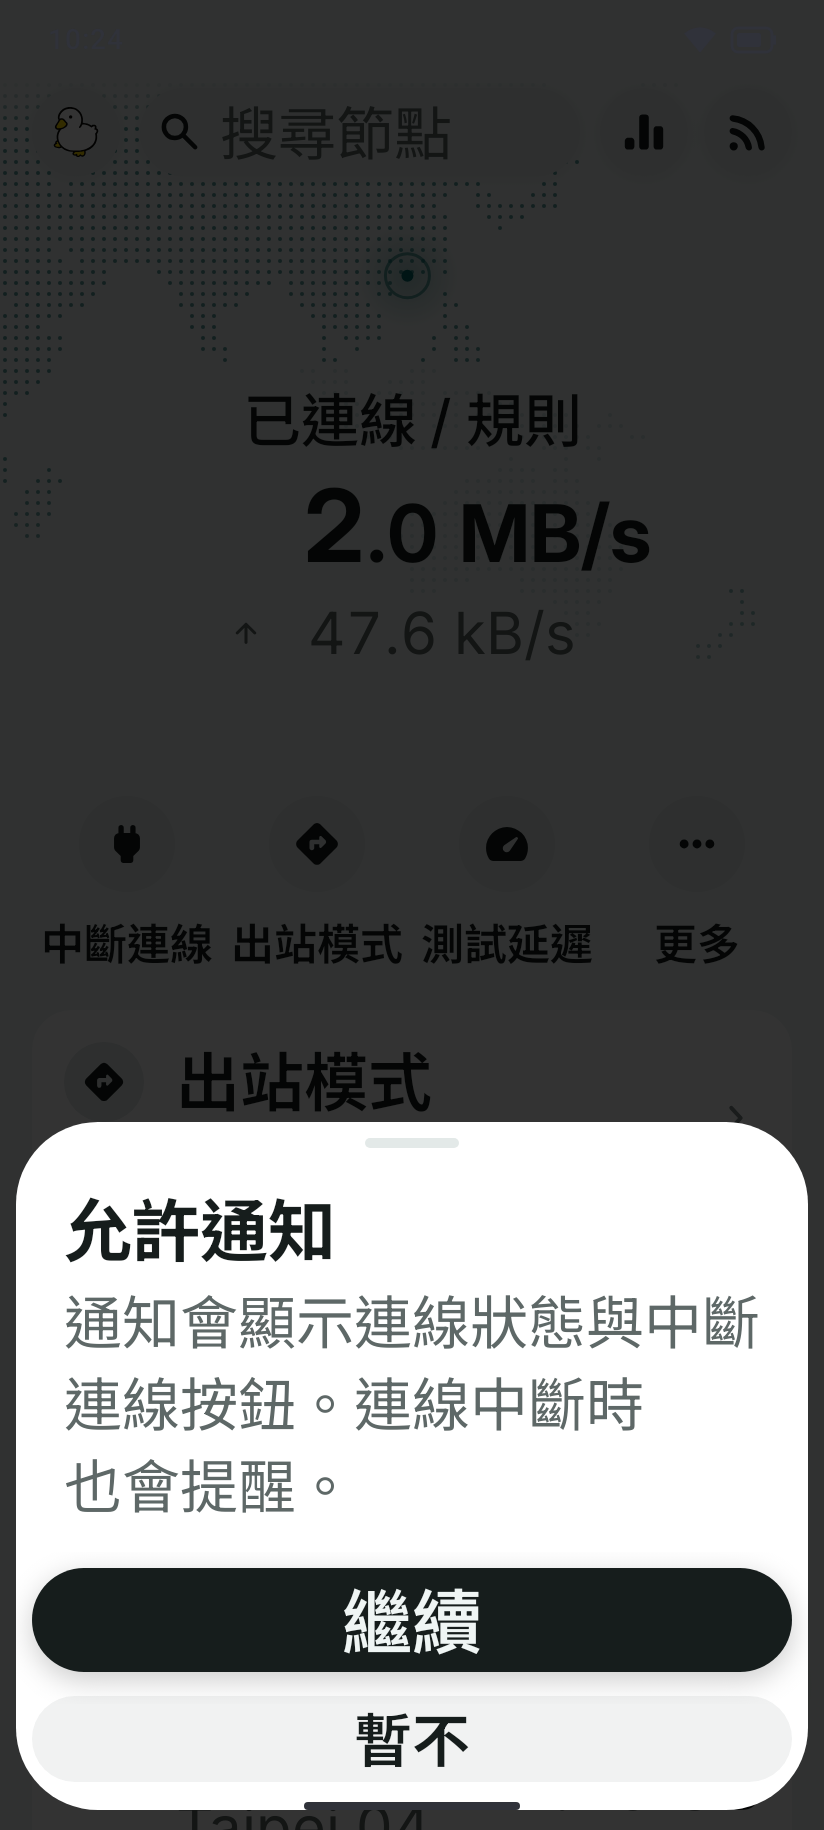 搜尋節點
已連線 / 規則
2.0 MB/s
↑ 47.6 kB/s
中斷連線 出站模式 測試延遲 更多
出站模式
允許通知
通知會顯示連線狀態與中斷
連線按鈕。連線中斷時
也會提醒。
繼續
暫不
Taipei 04